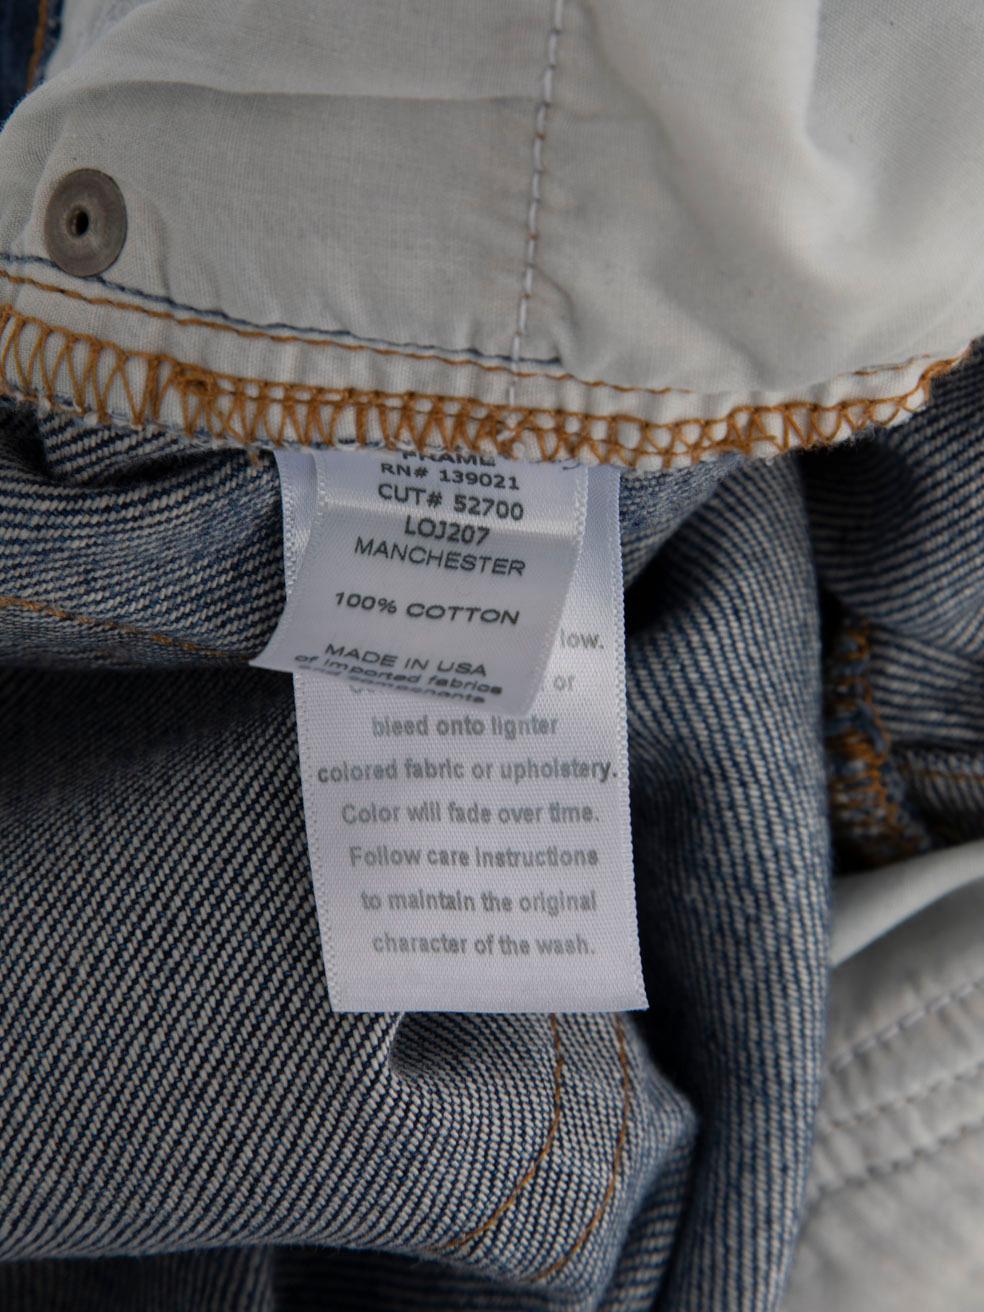 FRAME
RN# 139021
CUT# 52700
LOJ207
MANCHESTER
100% COTTON
MADE IN USA
of imported fabrics
and components
low.
or
bleed onto lighter
colored fabric or upholstery.
Color will fade over time.
Follow care instructions
to maintain the original
character of the wash.